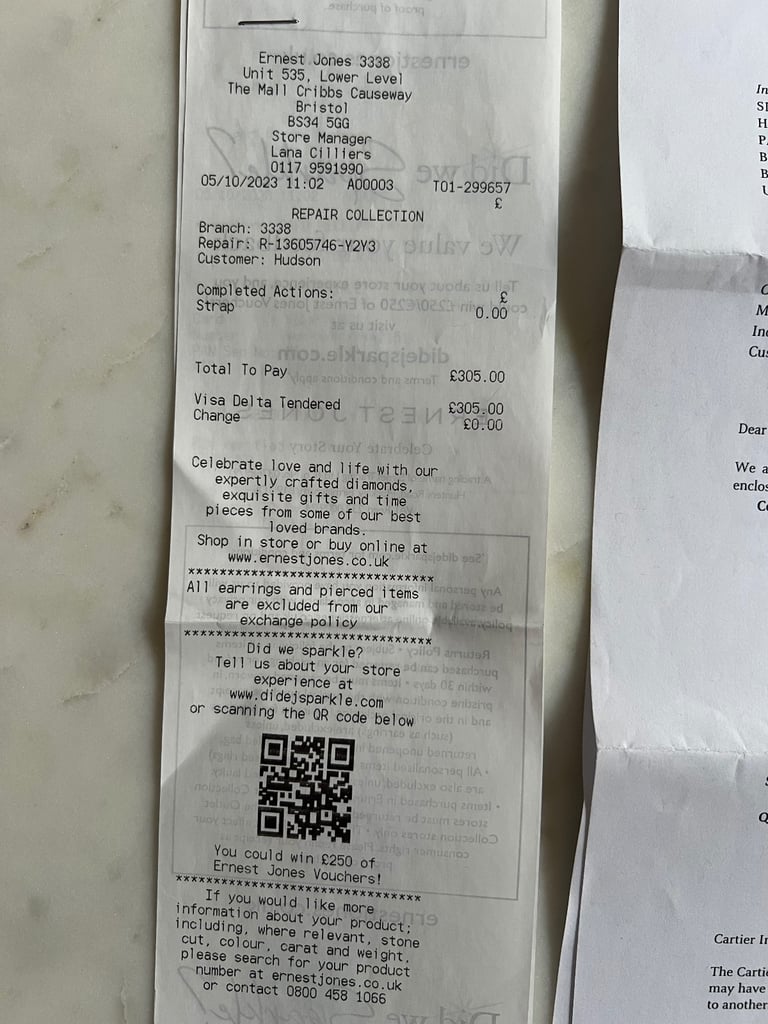 Ernest Jones 3338
Unit 535, Lower Level
The Mall Cribbs Causeway
Bristol
BS34 5GG
Store Manager
Lana Cilliers
0117 9591990
05/10/2023 11:02 A00003 T01-299657
£
REPAIR COLLECTION
Branch: 3338
Repair: R-13605746-Y2Y3
Customer: Hudson
Completed Actions: £
Strap 0.00
Total To Pay £305.00
Visa Delta Tendered £305.00
Change £0.00
Celebrate love and life with our
expertly crafted diamonds,
exquisite gifts and time
pieces from some of our best
loved brands.
Shop in store or buy online at
www.ernestjones.co.uk
*******************************
All earrings and pierced items
are excluded from our
exchange policy
*******************************
Did we sparkle?
Tell us about your store
experience at
www.didejsparkle.com
or scanning the QR code below
You could win £250 of
Ernest Jones Vouchers!
*******************************
If you would like more
information about your product;
including, where relevant, stone
cut, colour, carat and weight,
please search for your product
number at ernestjones.co.uk
or contact 0800 458 1066
Dear
We a
Cartier In
The Carti
may have
to another